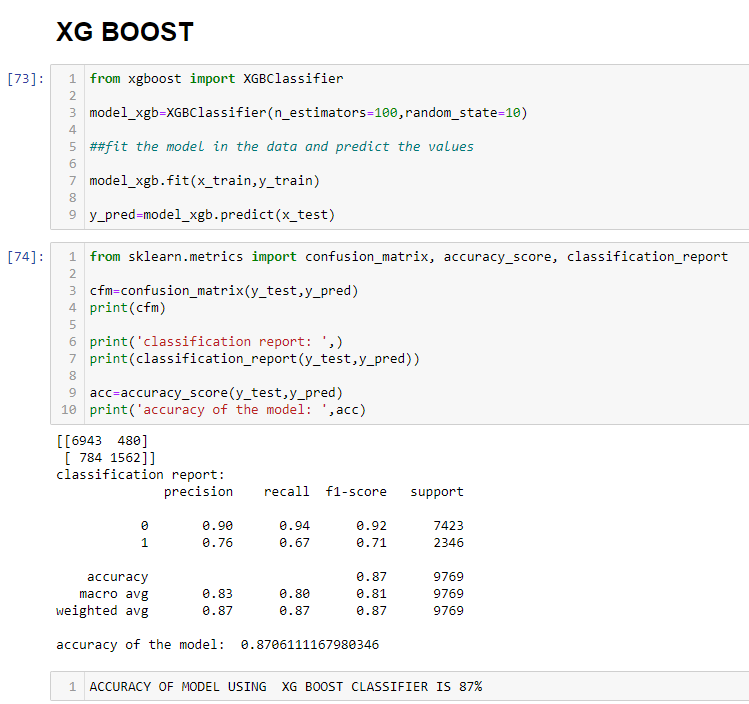 XG BOOST
[73]:
1 from xgboost import XGBClassifier
2
3 model_xgb=XGBClassifier(n_estimators=100,random_state=10)
4
5 ##fit the model in the data and predict the values
6
7 model_xgb.fit(x_train,y_train)
8
9 y_pred=model_xgb.predict(x_test)
[74]:
1 from sklearn.metrics import confusion_matrix, accuracy_score, classification_report
2
3 cfm=confusion_matrix(y_test,y_pred)
4 print(cfm)
5
6 print('classification report: ',)
7 print(classification_report(y_test,y_pred))
8
9 acc=accuracy_score(y_test,y_pred)
10 print('accuracy of the model: ',acc)
[[6943  480]
 [ 784 1562]]
classification report:
              precision    recall  f1-score   support

           0       0.90      0.94      0.92      7423
           1       0.76      0.67      0.71      2346

    accuracy                           0.87      9769
   macro avg       0.83      0.80      0.81      9769
weighted avg       0.87      0.87      0.87      9769

accuracy of the model:  0.8706111167980346
1 ACCURACY OF MODEL USING  XG BOOST CLASSIFIER IS 87%